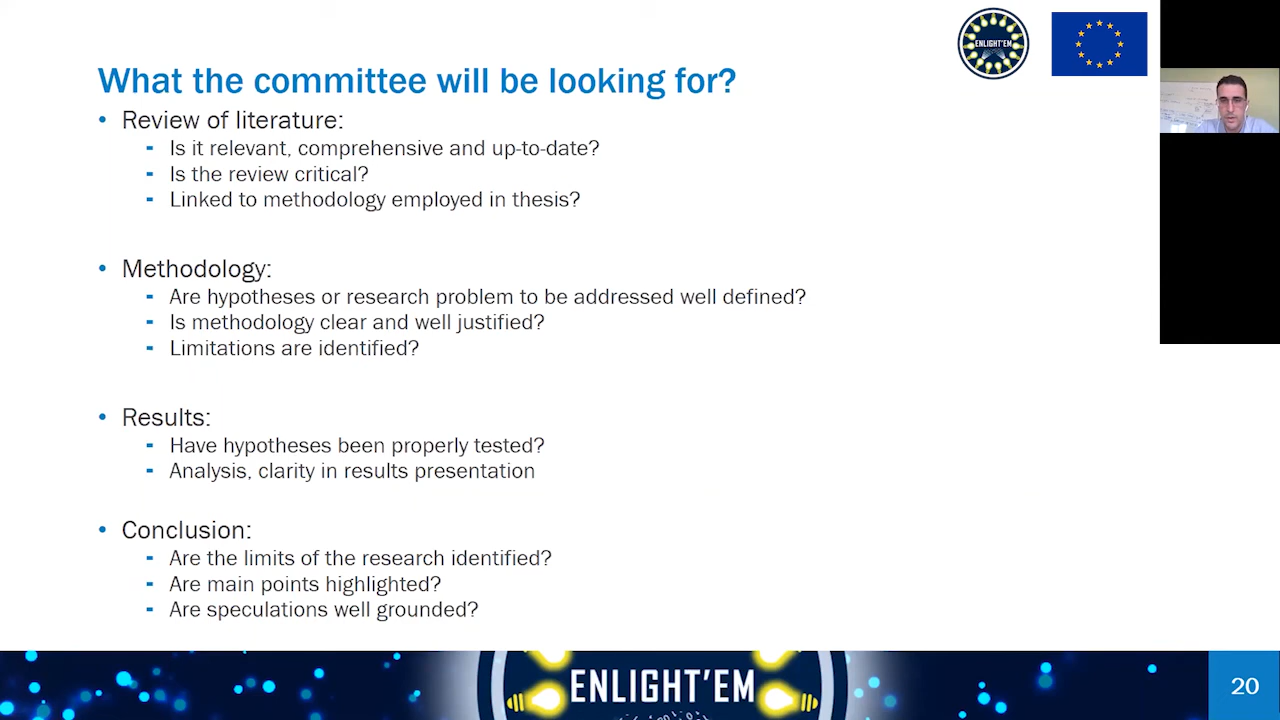 ENLIGHT'EM
What the committee will be looking for?
• Review of literature:
- Is it relevant, comprehensive and up-to-date?
- Is the review critical?
- Linked to methodology employed in thesis?
• Methodology:
- Are hypotheses or research problem to be addressed well defined?
- Is methodology clear and well justified?
- Limitations are identified?
• Results:
- Have hypotheses been properly tested?
- Analysis, clarity in results presentation
• Conclusion:
- Are the limits of the research identified?
- Are main points highlighted?
- Are speculations well grounded?
ENLIGHT'EM
20